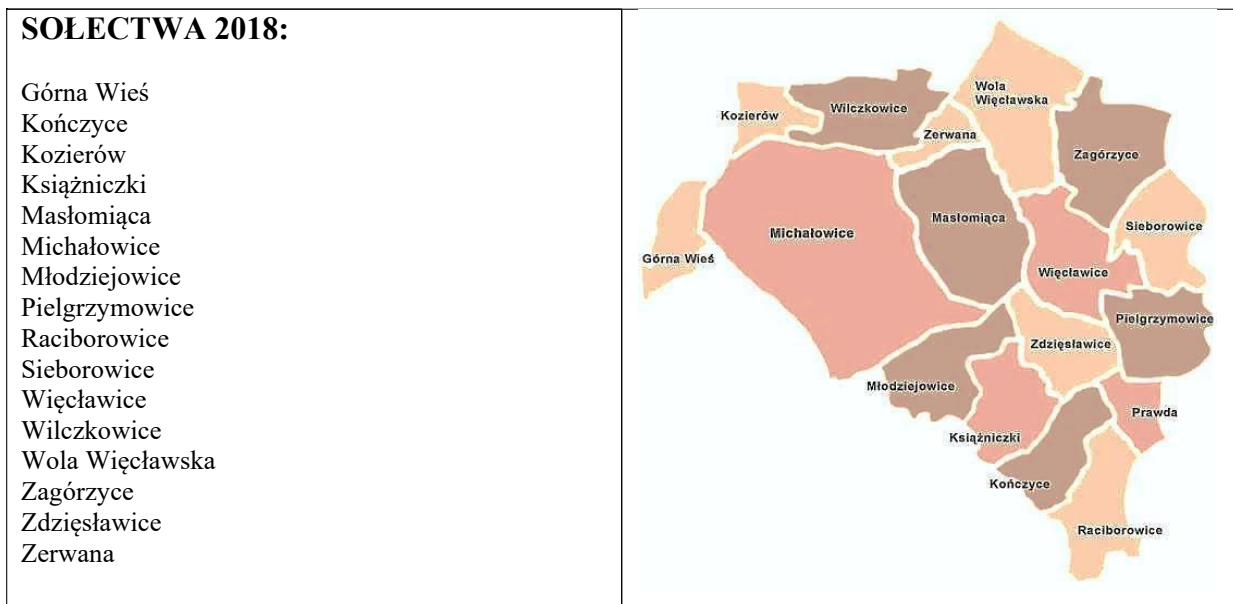 SOŁECTWA 2018:
Górna Wieś
Kończyce
Kozierów
Książniczki
Masłomiąca
Michałowice
Młodziejowice
Pielgrzymowice
Raciborowice
Sieborowice
Więcławice
Wilczkowice
Wola Więcławska
Zagórzyce
Zdzięsławice
Zerwana
Wola
Więcławska
Wilczkowice
Kozierów
Zerwana
Zagórzyce
Masłomiąca
Sieborowice
Michałowice
Górna Wieś
Więcławice
Pielgrzymowice
Zdzięsławice
Młodziejowice
Prawda
Książniczki
Kończyce
Raciborowice